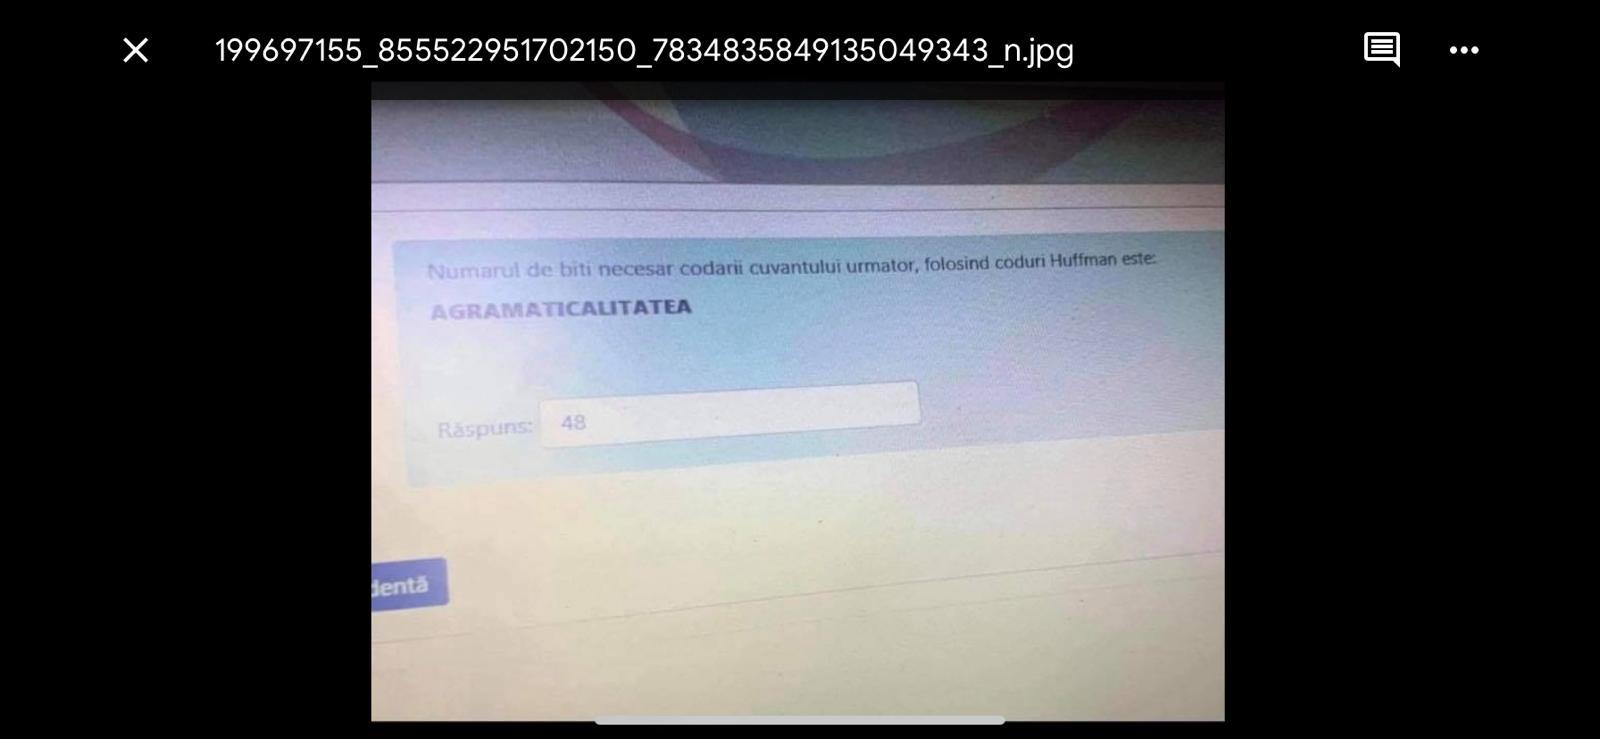 199697155_855522951702150_7834835849135049343_n.jpg
Numarul de biti necesar codarii cuvantului urmator, folosind coduri Huffman este:
AGRAMATICALITATEA
Răspuns: 48
dentă